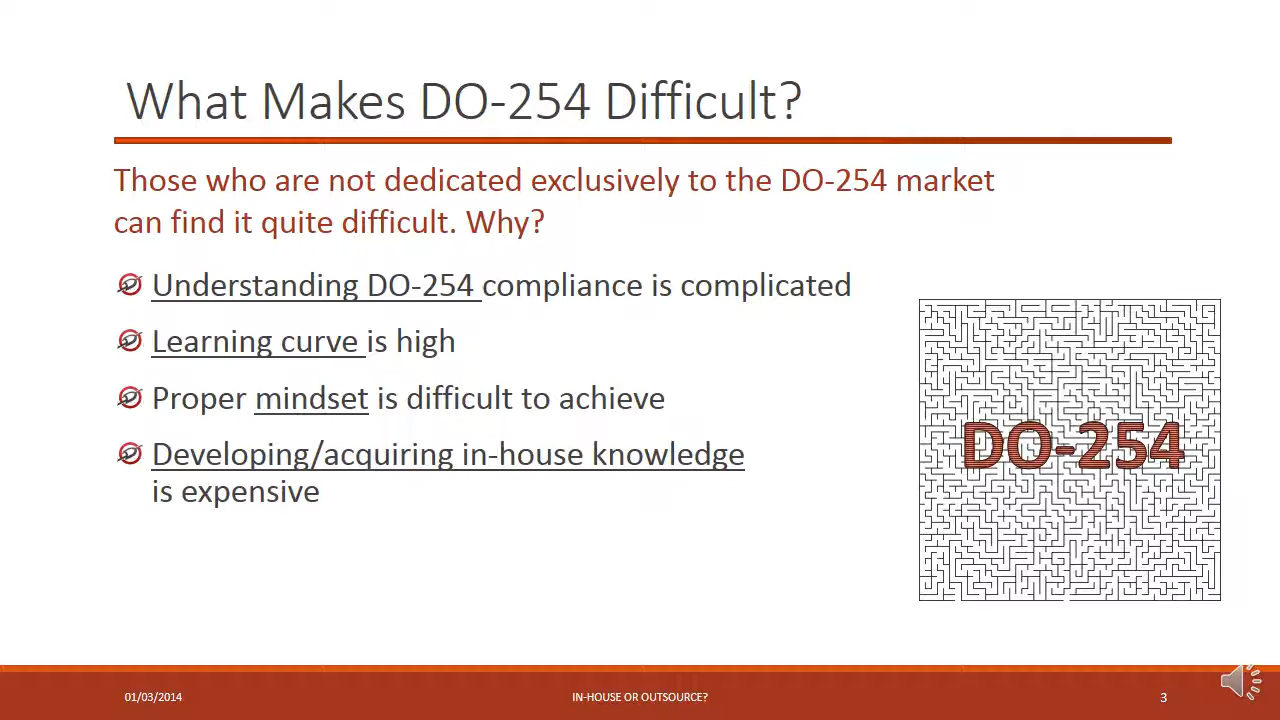 What Makes DO-254 Difficult?
Those who are not dedicated exclusively to the DO-254 market
can find it quite difficult. Why?
Understanding DO-254 compliance is complicated
Learning curve is high
Proper mindset is difficult to achieve
Developing/acquiring in-house knowledge
is expensive
DO-254
01/03/2014
IN-HOUSE OR OUTSOURCE?
3